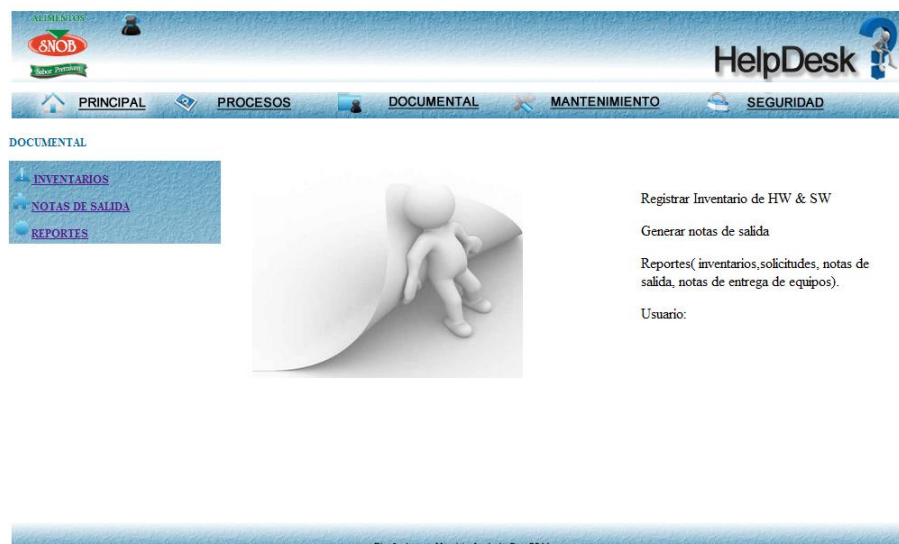 ALIMENTOS
SNOB
Sabor Premium
HelpDesk
PRINCIPAL
PROCESOS
DOCUMENTAL
MANTENIMIENTO
SEGURIDAD
DOCUMENTAL
INVENTARIOS
NOTAS DE SALIDA
REPORTES
Registrar Inventario de HW & SW
Generar notas de salida
Reportes( inventarios,solicitudes, notas de
salida, notas de entrega de equipos).
Usuario: